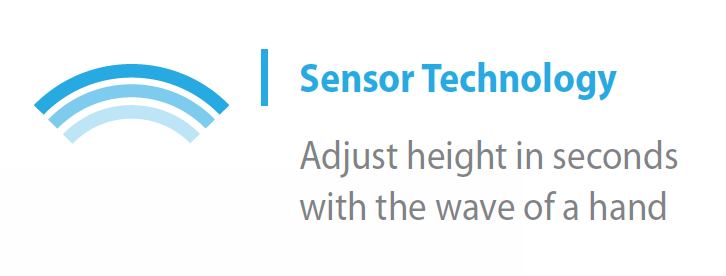 Sensor Technology
Adjust height in seconds
with the wave of a hand